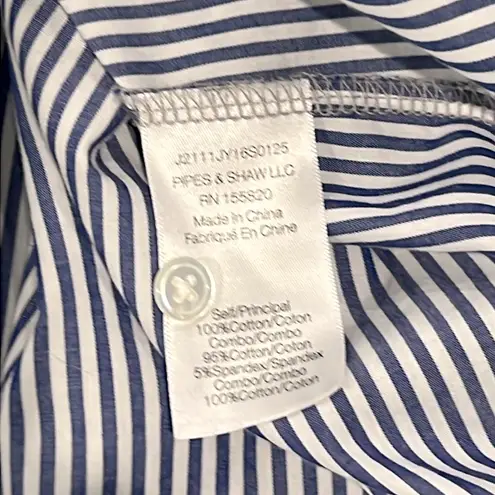 J2111JY16S0125
PIPES & SHAW LLC
RN 155520
Made in China
Fabriqué En Chine
Self/Principal
100%Cotton/Coton
Combo/Combo
95%Cotton/Coton
5%Spandex/Spandex
Combo/Combo
100%Cotton/Coton